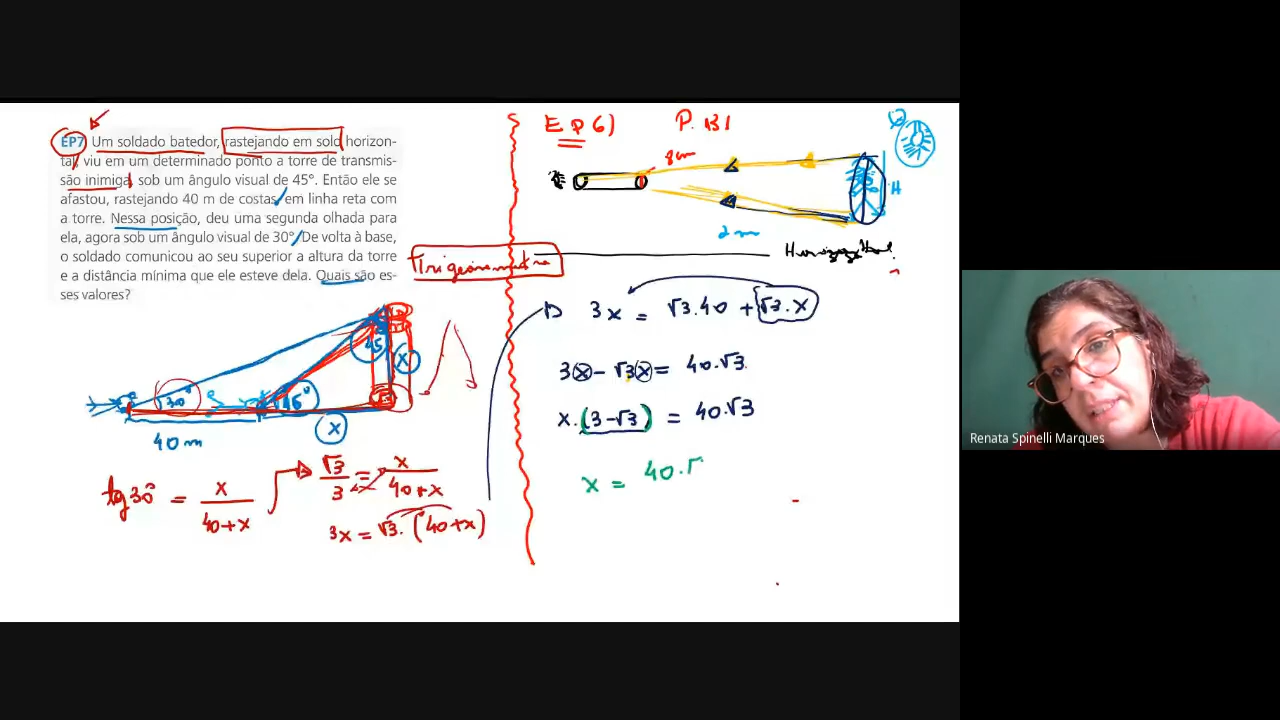 EP7 Um soldado batedor, rastejando em solo horizon-
tal, viu em um determinado ponto a torre de transmis-
são inimiga, sob um ângulo visual de 45°. Então ele se
afastou, rastejando 40 m de costas, em linha reta com
a torre. Nessa posição, deu uma segunda olhada para
ela, agora sob um ângulo visual de 30°. De volta à base,
o soldado comunicou ao seu superior a altura da torre
e a distância mínima que ele esteve dela. Quais são es-
ses valores?
30°
45°
45
x
x
40 m
tg 30° = x/(40+x)
√3/3 = x/(40+x)
3x = √3.(40+x)
EP6) P. 131
8cm
H
2m
Trigonometria
3x = √3.40 + √3.x
3x - √3x = 40.√3
x.(3-√3) = 40.√3
x = 40.√
Renata Spinelli Marques